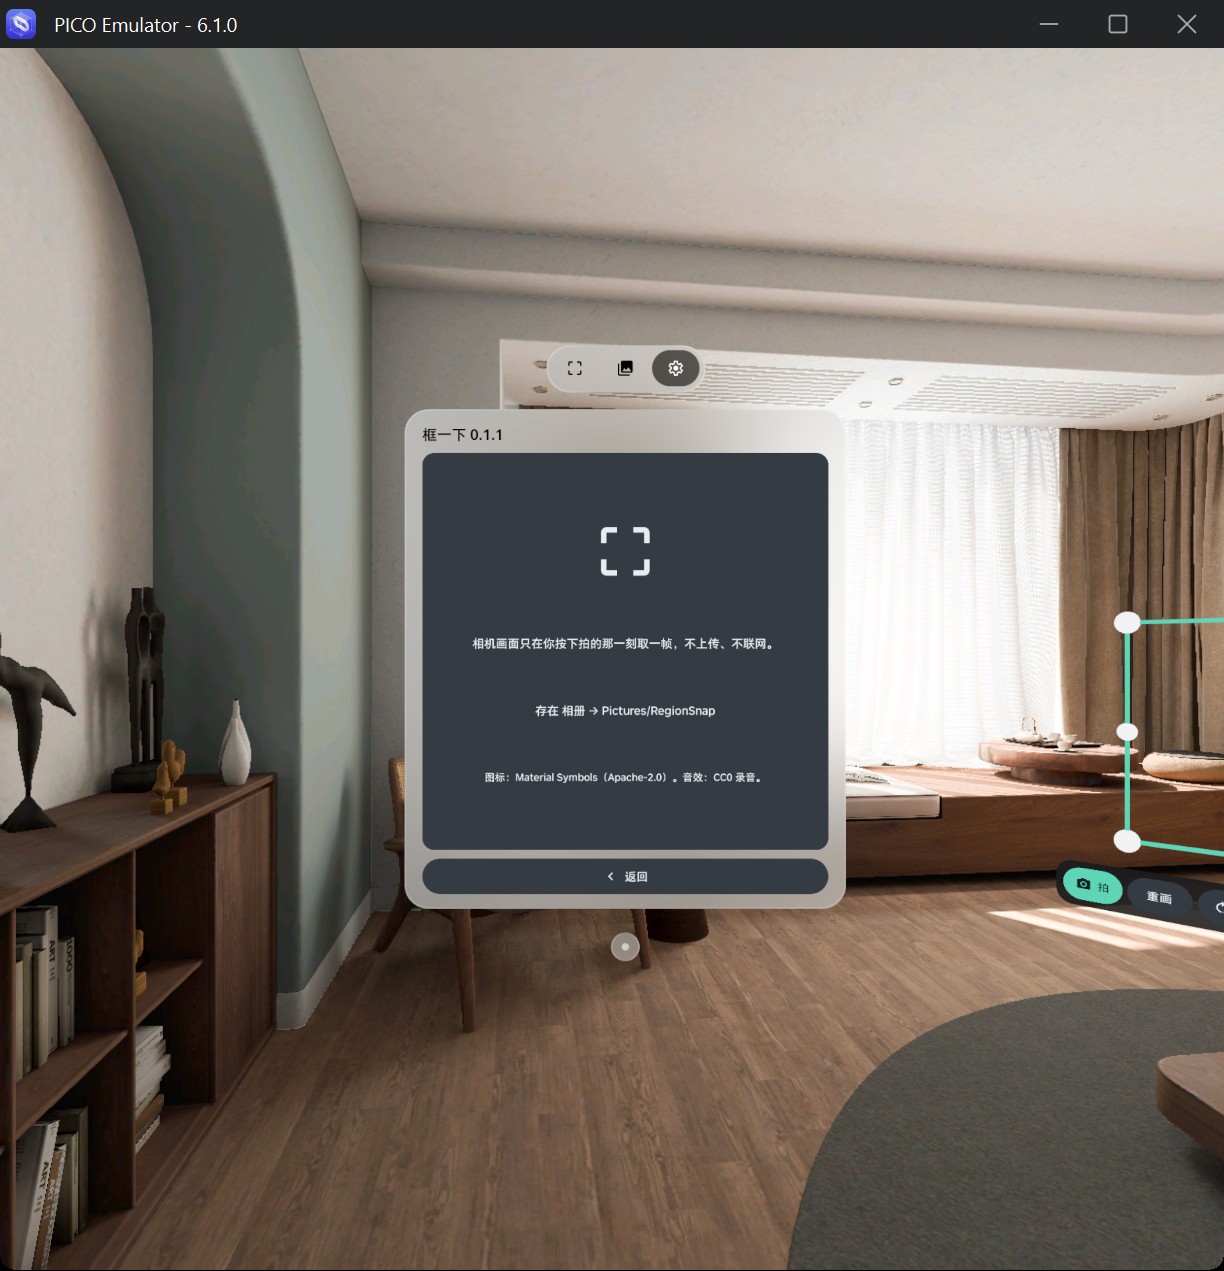 PICO Emulator - 6.1.0
框一下 0.1.1
相机画面只在你按下拍的那一刻取一帧，不上传、不联网。
存在 相册 → Pictures/RegionSnap
图标：Material Symbols（Apache-2.0）。音效：CC0 录音。
返回
拍
重画